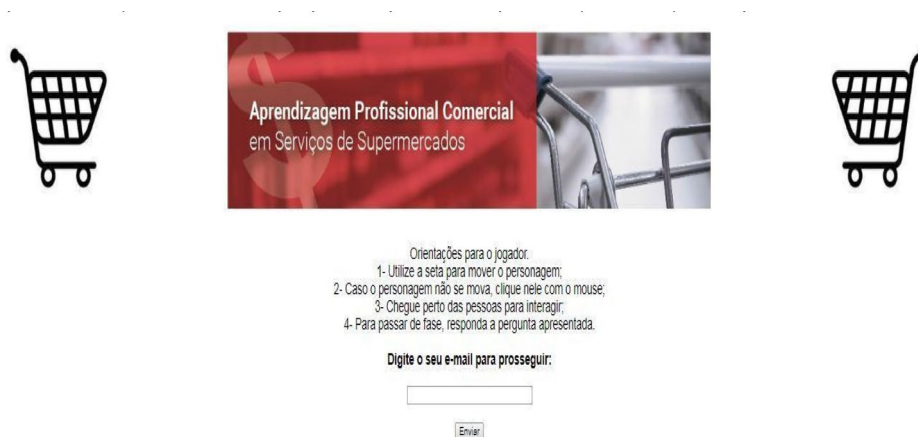 Aprendizagem Profissional Comercial
em Serviços de Supermercados
Orientações para o jogador.
1- Utilize a seta para mover o personagem;
2- Caso o personagem não se mova, clique nele com o mouse;
3- Chegue perto das pessoas para interagir;
4- Para passar de fase, responda a pergunta apresentada.
Digite o seu e-mail para prosseguir:
Enviar